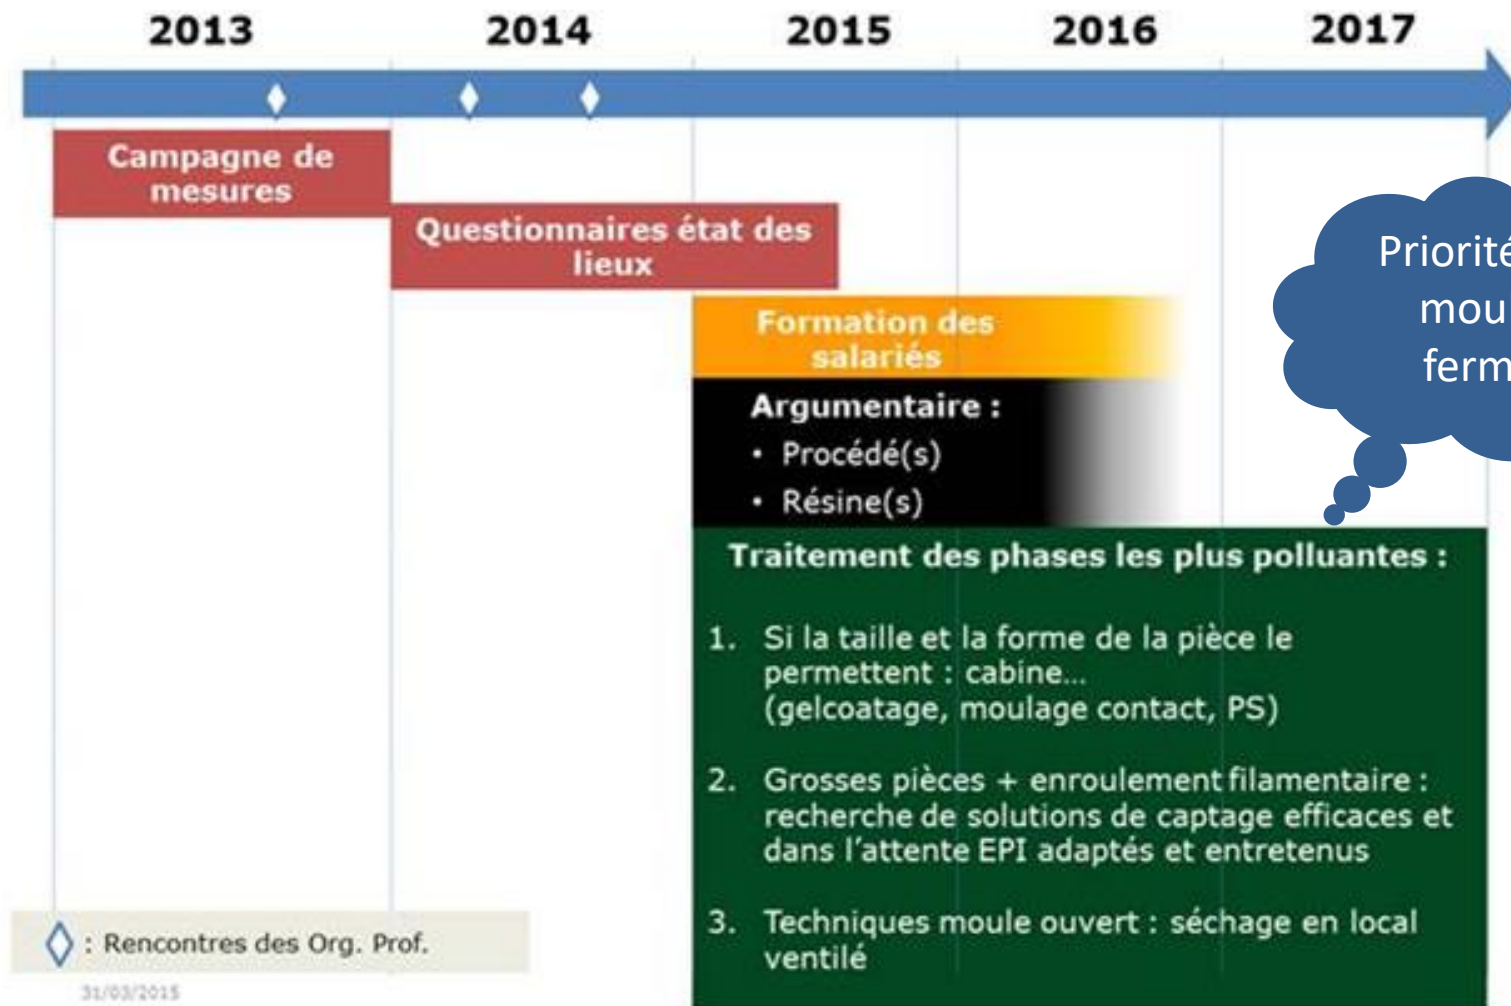 2013 2014 2015 2016 2017
Campagne de
mesures
Questionnaires état des
lieux
Formation des
salariés
Argumentaire :
• Procédé(s)
• Résine(s)
Priorité
mou
ferm
Traitement des phases les plus polluantes :
1. Si la taille et la forme de la pièce le
permettent : cabine...
(gelcoatage, moulage contact, PS)
2. Grosses pièces + enroulement filamentaire :
recherche de solutions de captage efficaces et
dans l'attente EPI adaptés et entretenus
3. Techniques moule ouvert : séchage en local
ventilé
: Rencontres des Org. Prof.
31/03/2015